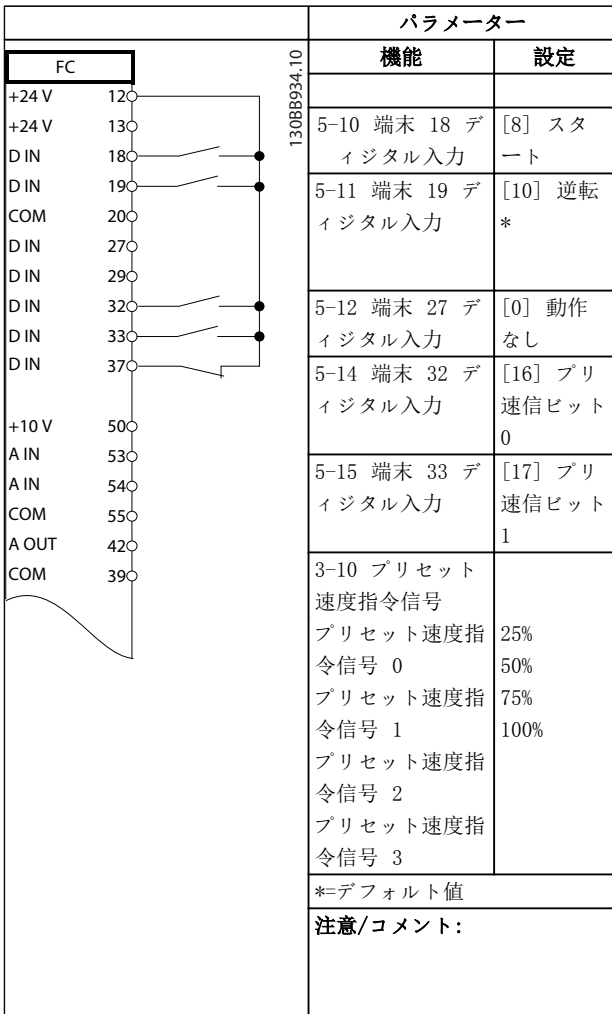 FC
+24 V 12
+24 V 13
D IN 18
D IN 19
COM 20
D IN 27
D IN 29
D IN 32
D IN 33
D IN 37
+10 V 50
A IN 53
A IN 54
COM 55
A OUT 42
COM 39
130BB934.10
パラメーター
機能 設定
5-10 端末 18 デ [8] スタ
ィジタル入力 ート
5-11 端末 19 デ [10] 逆転
ィジタル入力 *
5-12 端末 27 デ [0] 動作
ィジタル入力 なし
5-14 端末 32 デ [16] プリ
ィジタル入力 速信ビット
0
5-15 端末 33 デ [17] プリ
ィジタル入力 速信ビット
1
3-10 プリセット
速度指令信号
プリセット速度指 25%
令信号 0 50%
プリセット速度指 75%
令信号 1 100%
プリセット速度指
令信号 2
プリセット速度指
令信号 3
*=デフォルト値
注意/コメント: